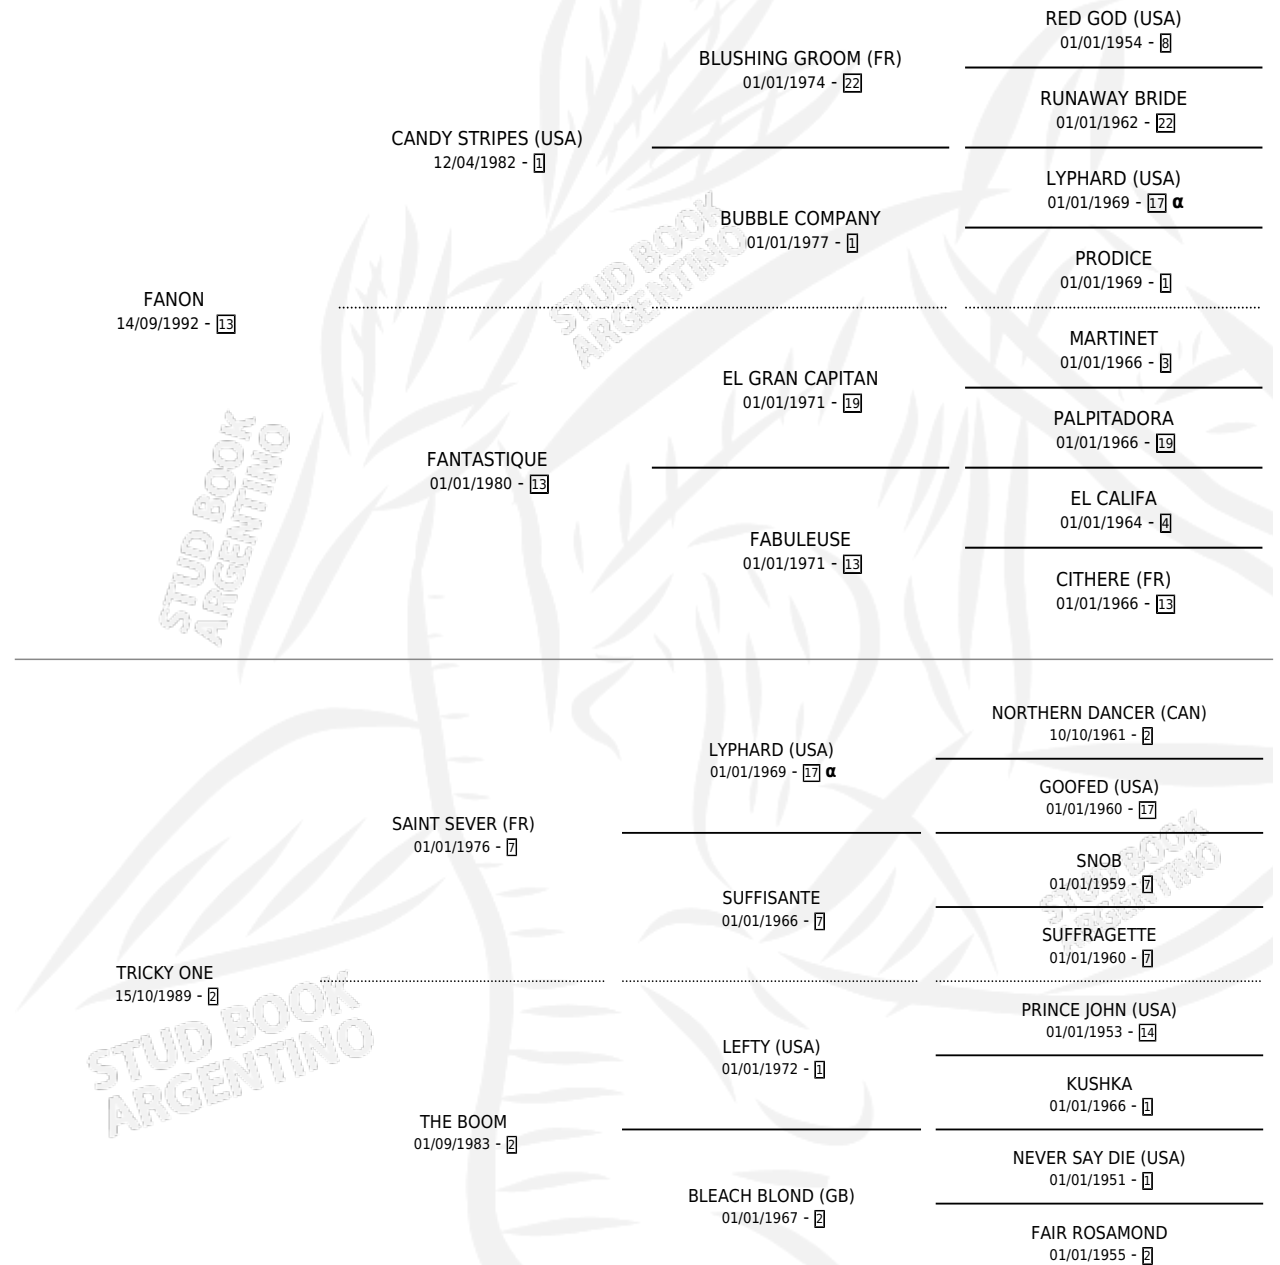 RED GOD (USA)
01/01/1954 - 8
BLUSHING GROOM (FR)
01/01/1974 - 22
RUNAWAY BRIDE
01/01/1962 - 22
CANDY STRIPES (USA)
12/04/1982 - 1
LYPHARD (USA)
01/01/1969 - 17 α
BUBBLE COMPANY
01/01/1977 - 1
PRODICE
01/01/1969 - 1
STUD BOOK
ARGENTINO
FANON
14/09/1992 - 13
MARTINET
01/01/1966 - 3
EL GRAN CAPITAN
01/01/1971 - 19
PALPITADORA
01/01/1966 - 19
FANTASTIQUE
01/01/1980 - 13
EL CALIFA
01/01/1964 - 4
FABULEUSE
01/01/1971 - 13
CITHERE (FR)
01/01/1966 - 13
STUD BOOK
ARGENTINO
NORTHERN DANCER (CAN)
10/10/1961 - 2
LYPHARD (USA)
01/01/1969 - 17 α
GOOFED (USA)
01/01/1960 - 17
SAINT SEVER (FR)
01/01/1976 - 7
SNOB
01/01/1959 - 7
SUFFISANTE
01/01/1966 - 7
SUFFRAGETTE
01/01/1960 - 7
STUD BOOK
ARGENTINO
TRICKY ONE
15/10/1989 - 2
PRINCE JOHN (USA)
01/01/1953 - 14
LEFTY (USA)
01/01/1972 - 1
KUSHKA
01/01/1966 - 1
THE BOOM
01/09/1983 - 2
NEVER SAY DIE (USA)
01/01/1951 - 1
BLEACH BLOND (GB)
01/01/1967 - 2
FAIR ROSAMOND
01/01/1955 - 2
STUD BOOK
ARGENTINO